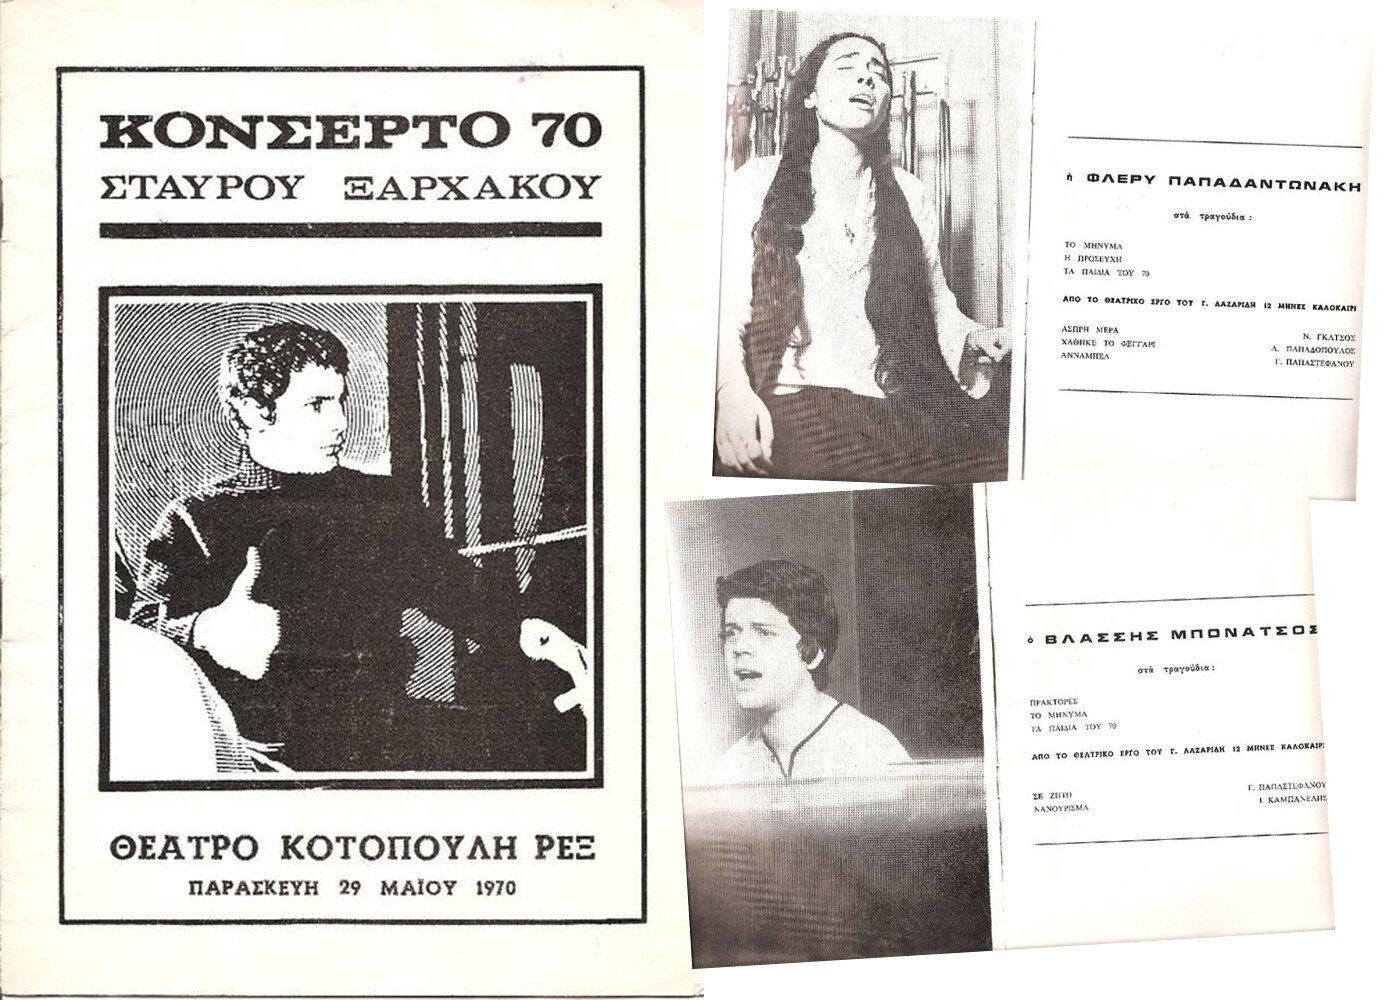 ΚΟΝΣΕΡΤΟ 70
ΣΤΑΥΡΟΥ ΞΑΡΧΑΚΟΥ
ΘΕΑΤΡΟ ΚΟΤΟΠΟΥΛΗ ΡΕΞ
ΠΑΡΑΣΚΕΥΗ 29 ΜΑΪΟΥ 1970
ἡ ΦΛΕΡΥ ΠΑΠΑΔΑΝΤΩΝΑΚΗ
στὰ τραγούδια :
ΤΟ ΜΗΝΥΜΑ
Η ΠΡΟΣΕΥΧΗ
ΤΑ ΠΑΙΔΙΑ ΤΟΥ 70
ΑΠΟ ΤΟ ΘΕΑΤΡΙΚΟ ΕΡΓΟ ΤΟΥ Γ. ΛΑΖΑΡΙΔΗ 12 ΜΗΝΕΣ ΚΑΛΟΚΑΙΡΙ
ΑΣΠΡΗ ΜΕΡΑ Ν. ΓΚΑΤΣΟΣ
ΧΑΘΗΚΕ ΤΟ ΦΕΓΓΑΡΙ Λ. ΠΑΠΑΔΟΠΟΥΛΟΣ
ΑΝΝΑΜΠΕΛ Γ. ΠΑΠΑΣΤΕΦΑΝΟΥ
ὁ ΒΛΑΣΣΗΣ ΜΠΟΝΑΤΣΟΣ
στὰ τραγούδια :
ΠΡΑΚΤΟΡΕΣ
ΤΟ ΜΗΝΥΜΑ
ΤΑ ΠΑΙΔΙΑ ΤΟΥ 70
ΑΠΟ ΤΟ ΘΕΑΤΡΙΚΟ ΕΡΓΟ ΤΟΥ Γ. ΛΑΖΑΡΙΔΗ 12 ΜΗΝΕΣ ΚΑΛΟΚΑΙΡΙ
ΣΕ ΖΗΤΩ Γ. ΠΑΠΑΣΤΕΦΑΝΟΥ
ΝΑΝΟΥΡΙΣΜΑ Ι. ΚΑΜΠΑΝΕΛΗΣ